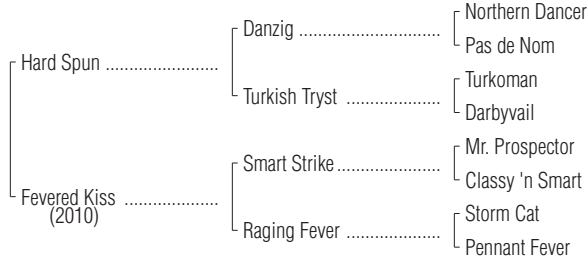 Northern Dancer
Danzig ..........................
Pas de Nom
Hard Spun .....................
Turkoman
Turkish Tryst .................
Darbyvail
Mr. Prospector
Smart Strike...................
Classy 'n Smart
Fevered Kiss .................
(2010)
Storm Cat
Raging Fever .................
Pennant Fever